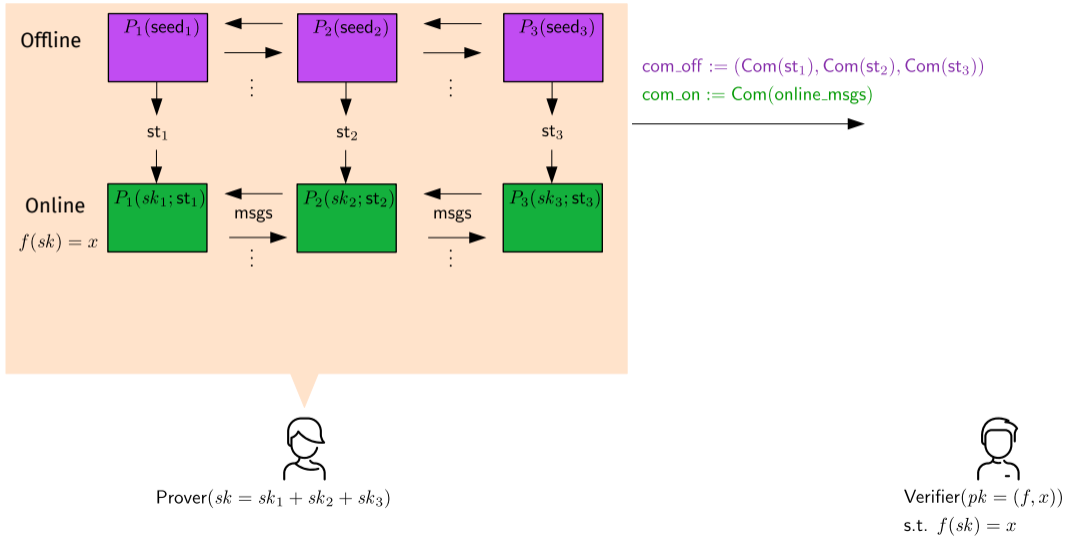 Offline
P₁(seed₁)
P₂(seed₂)
P₃(seed₃)
⋮
⋮
com_off := (Com(st₁), Com(st₂), Com(st₃))
com_on := Com(online_msgs)
st₁
st₂
st₃
Online
f(sk) = x
P₁(sk₁; st₁)
msgs
⋮
P₂(sk₂; st₂)
msgs
⋮
P₃(sk₃; st₃)
Prover(sk = sk₁ + sk₂ + sk₃)
Verifier(pk = (f, x))
s.t. f(sk) = x